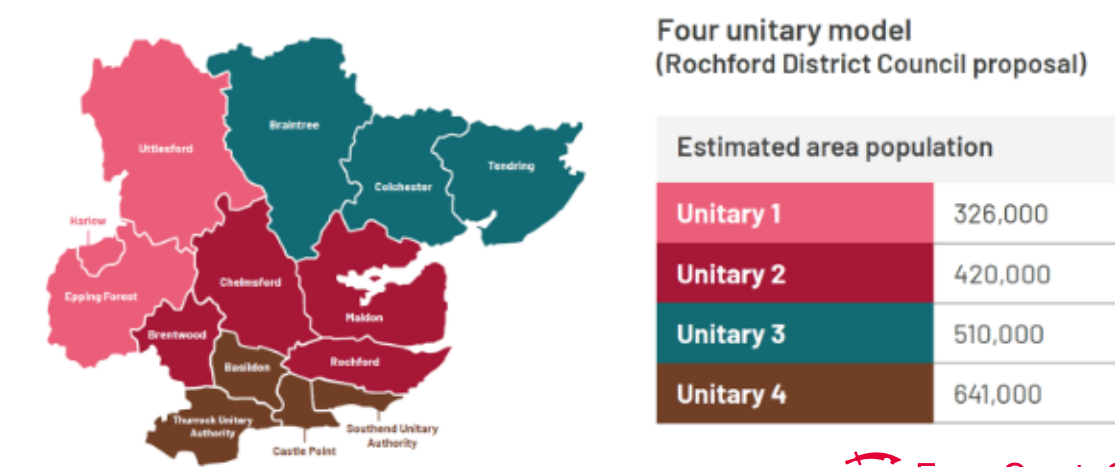 Four unitary model
(Rochford District Council proposal)
Estimated area population
Unitary 1 326,000
Unitary 2 420,000
Unitary 3 510,000
Unitary 4 641,000
Uttlesford
Braintree
Colchester
Tendring
Harlow
Epping Forest
Chelmsford
Maldon
Brentwood
Basildon
Rochford
Thurrock Unitary
Authority
Castle Point
Southend Unitary
Authority